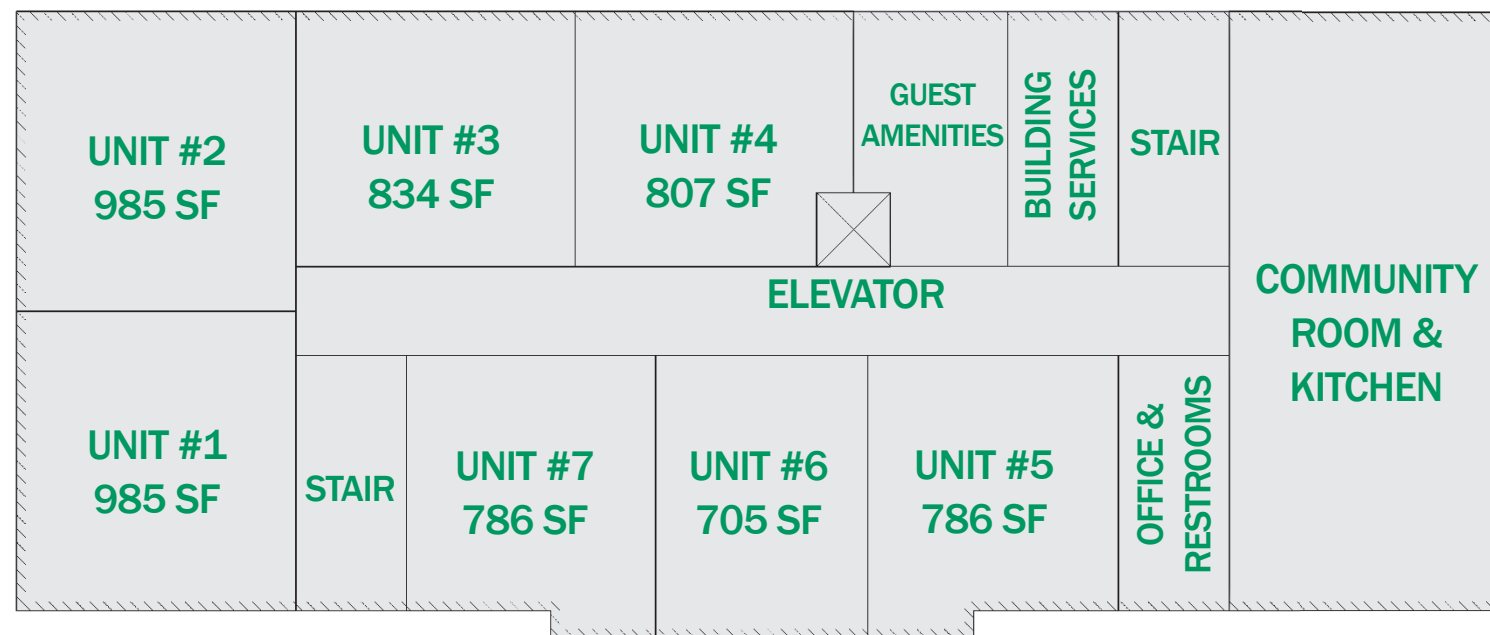 UNIT #2
985 SF
UNIT #3
834 SF
UNIT #4
807 SF
GUEST
AMENITIES
BUILDING
SERVICES
STAIR
ELEVATOR
COMMUNITY
ROOM &
KITCHEN
UNIT #1
985 SF
STAIR
UNIT #7
786 SF
UNIT #6
705 SF
UNIT #5
786 SF
OFFICE &
RESTROOMS